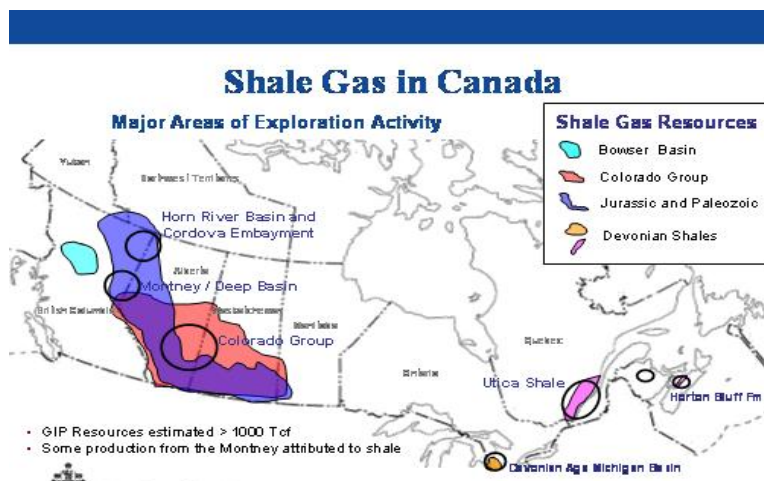 Shale Gas in Canada
Major Areas of Exploration Activity
Shale Gas Resources
Bowser Basin
Colorado Group
Jurassic and Paleozoic
Devonian Shales
Yukon
Northwest Territories
Horn River Basin and
Cordova Embayment
Alberta
Montney / Deep Basin
British Columbia
Saskatchewan
Manitoba
Colorado Group
Ontario
Quebec
Utica Shale
Horton Bluff Fm
Devonian Age Michigan Basin
• GIP Resources estimated > 1000 Tcf
• Some production from the Montney attributed to shale